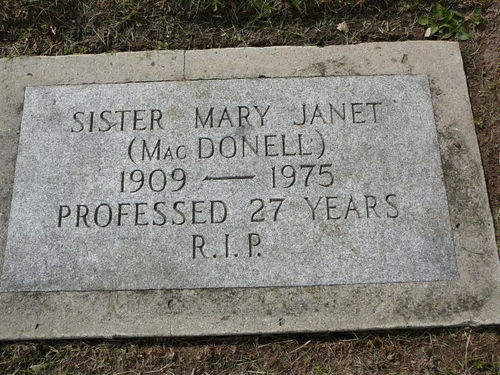 SISTER MARY JANET
(MAC DONELL)
1909 — 1975
PROFESSED 27 YEARS
R.I.P.